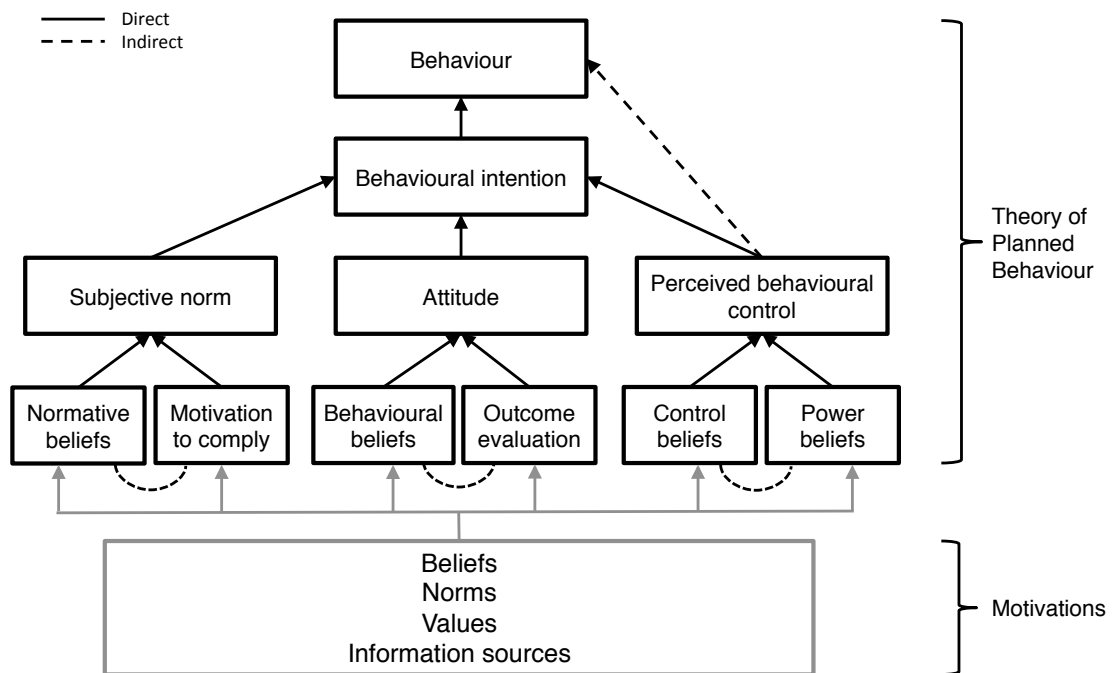 Direct
Indirect
Behaviour
Behavioural intention
Theory of
Planned
Behaviour
Subjective norm
Attitude
Perceived behavioural
control
Normative
beliefs
Motivation
to comply
Behavioural
beliefs
Outcome
evaluation
Control
beliefs
Power
beliefs
Beliefs
Norms
Values
Information sources
Motivations